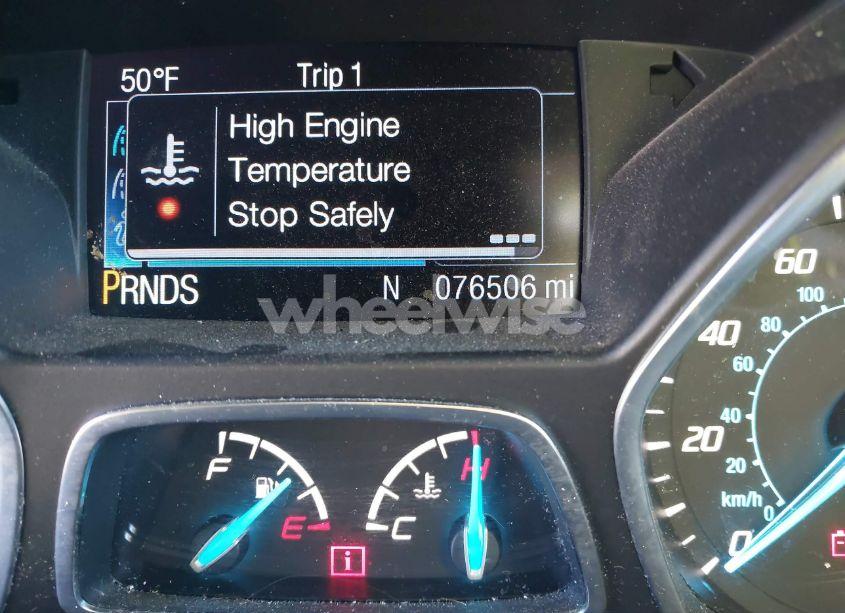 50°F Trip 1
High Engine
Temperature
Stop Safely
PRNDS N 076506 mi
wheelwise
F E
C H
i
60
40
20
0
100
80
60
40
20
0
km/h